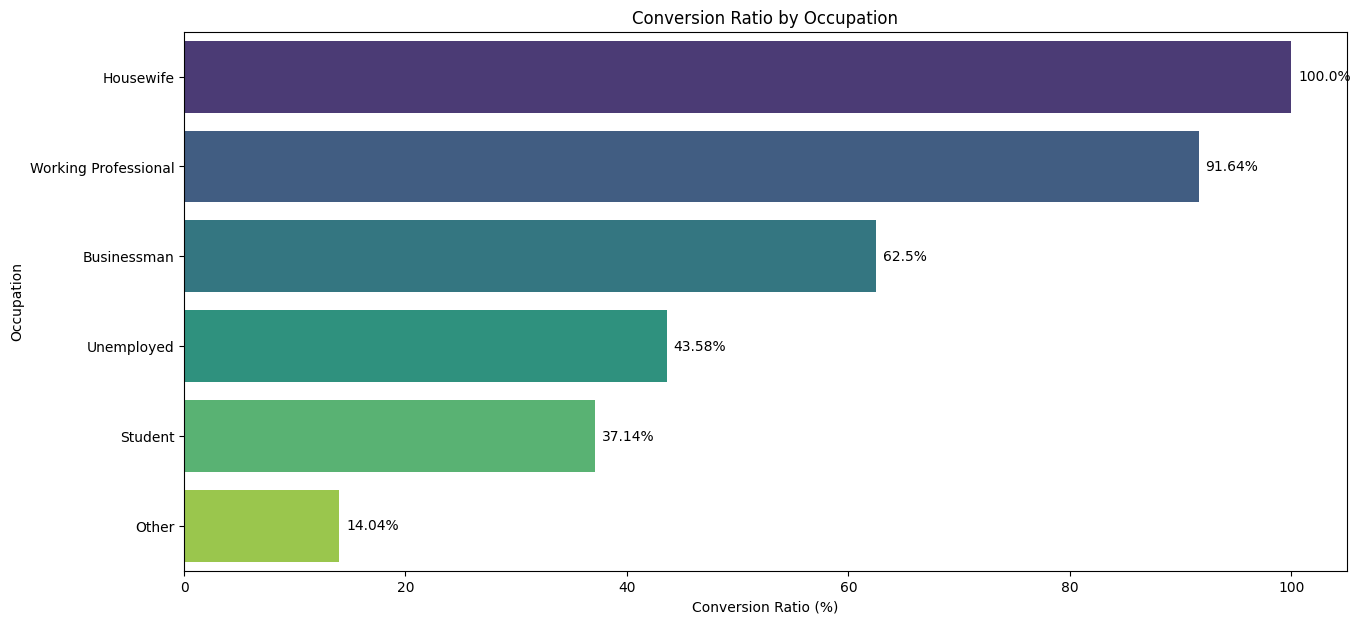 Conversion Ratio by Occupation
Housewife
100.0%
Working Professional
91.64%
Businessman
62.5%
Unemployed
43.58%
Student
37.14%
Other
14.04%
Occupation
0 20 40 60 80 100
Conversion Ratio (%)